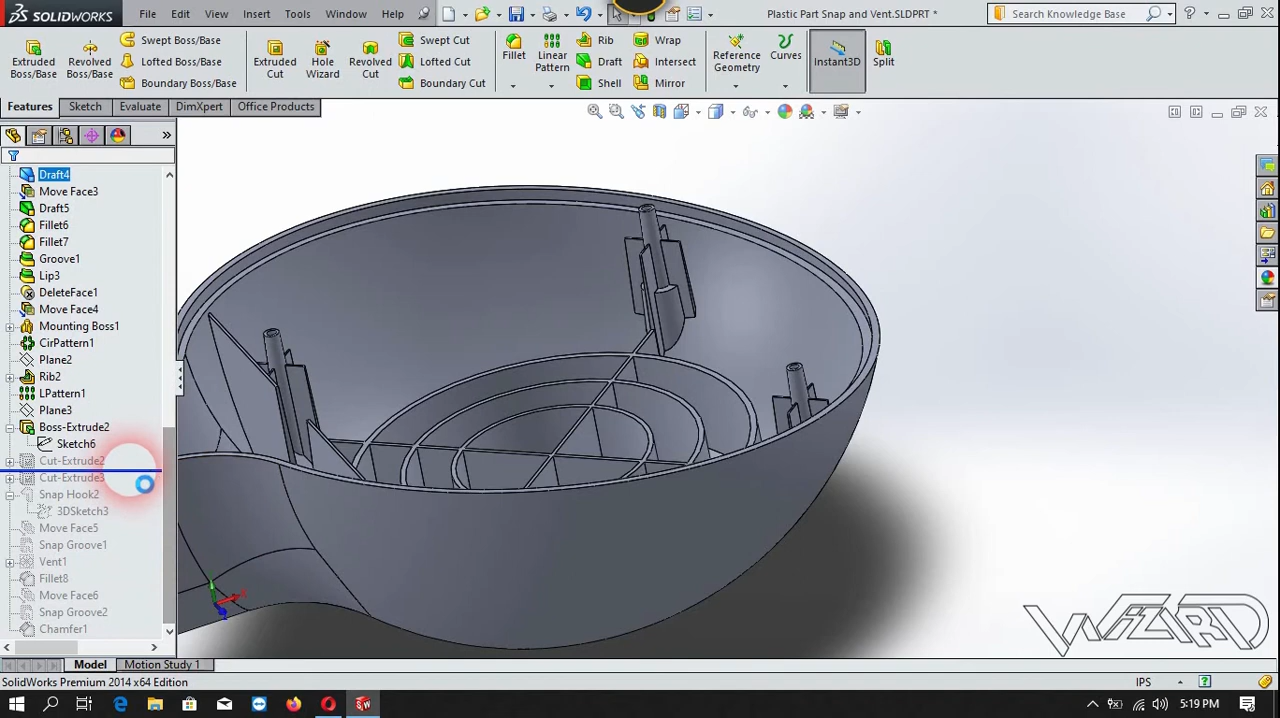 SOLIDWORKS File Edit View Insert Tools Window Help Plastic Part Snap and Vent.SLDPRT * Search Knowledge Base
Extruded Boss/Base
Revolved Boss/Base
Swept Boss/Base
Lofted Boss/Base
Boundary Boss/Base
Extruded Cut
Hole Wizard
Revolved Cut
Swept Cut
Lofted Cut
Boundary Cut
Fillet
Linear Pattern
Rib
Draft
Shell
Wrap
Intersect
Mirror
Reference Geometry
Curves
Instant3D
Split
Features Sketch Evaluate DimXpert Office Products
Draft4
Move Face3
Draft5
Fillet6
Fillet7
Groove1
Lip3
DeleteFace1
Move Face4
Mounting Boss1
CirPattern1
Plane2
Rib2
LPattern1
Plane3
Boss-Extrude2
Sketch6
Cut-Extrude2
Cut-Extrude3
Snap Hook2
3DSketch3
Move Face5
Snap Groove1
Vent1
Fillet8
Move Face6
Snap Groove2
Chamfer1
WIZARD
Model Motion Study 1
SolidWorks Premium 2014 x64 Edition IPS
5:19 PM